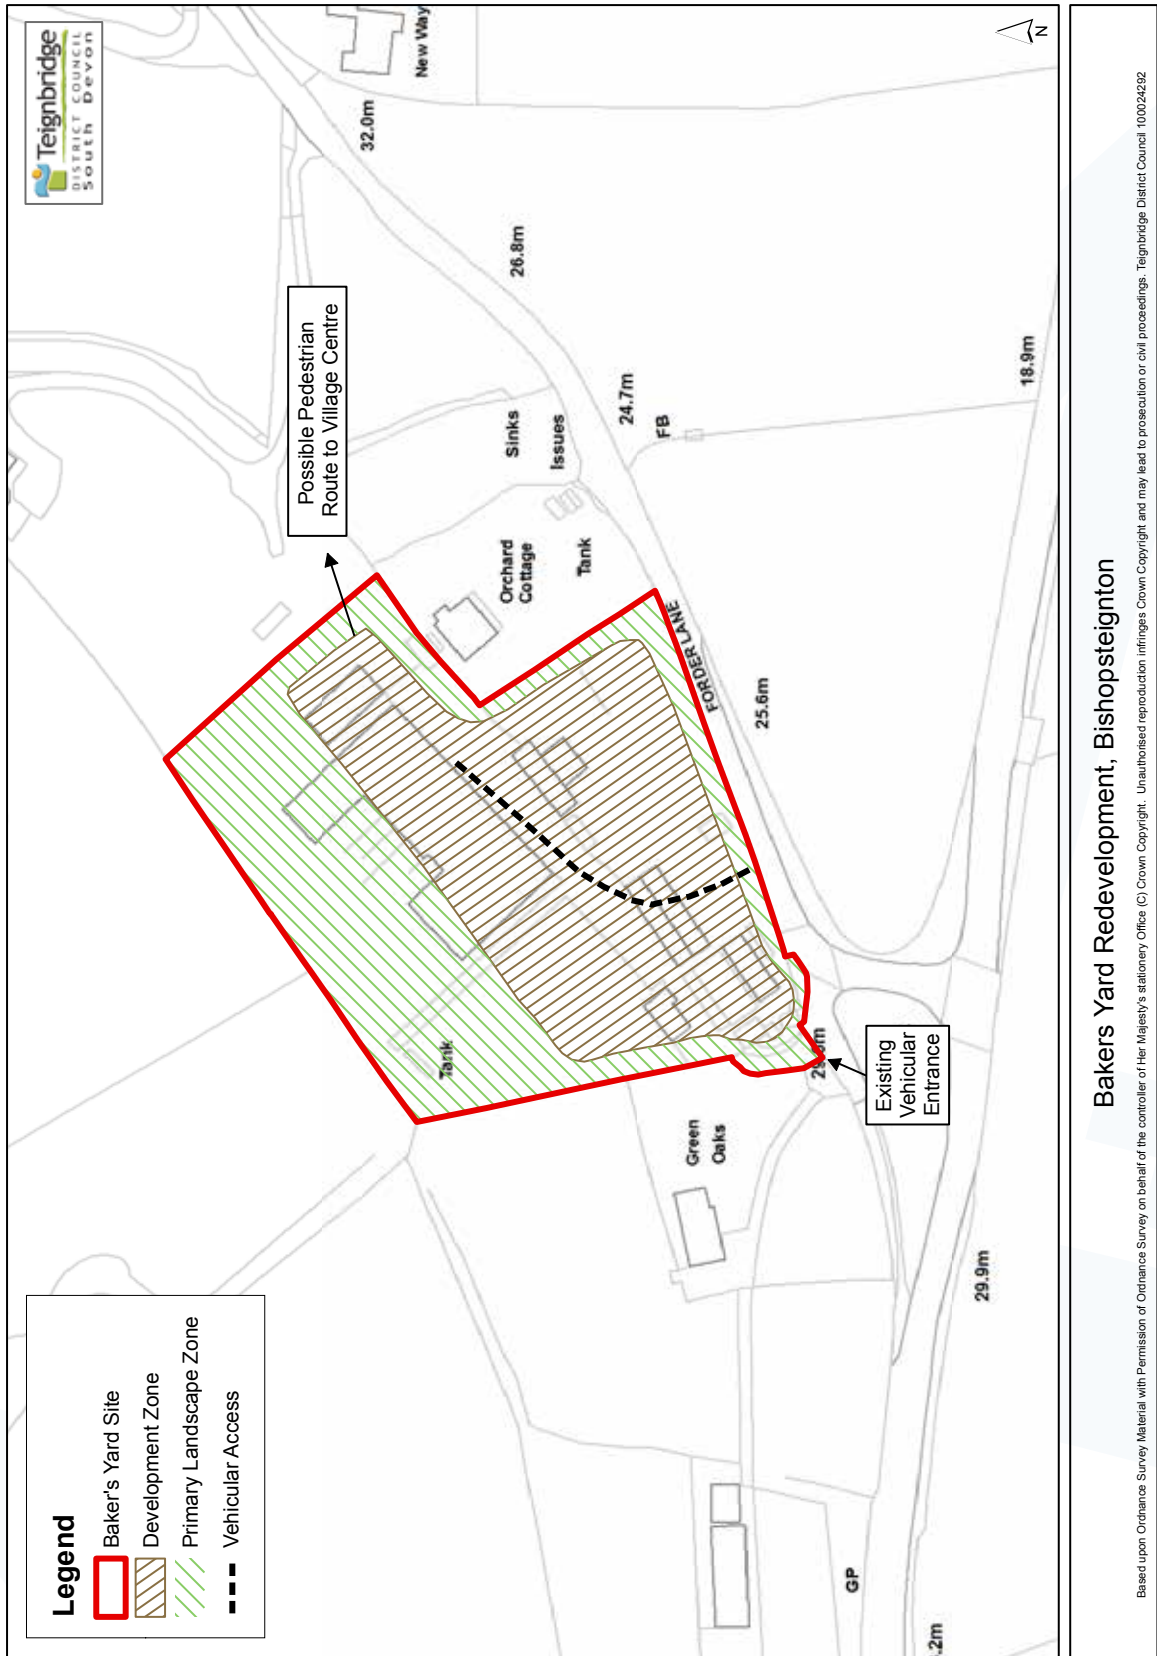 Teignbridge
DISTRICT COUNCIL
South Devon
N
New Way
32.0m
26.8m
Possible Pedestrian
Route to Village Centre
Sinks
Issues
24.7m
FB
18.9m
Orchard
Cottage
Tank
FORDER LANE
25.6m
Tank
Existing
Vehicular
Entrance
Green
Oaks
29.9m
GP
.2m
Legend
Baker's Yard Site
Development Zone
Primary Landscape Zone
Vehicular Access
Bakers Yard Redevelopment, Bishopsteignton
Based upon Ordnance Survey Material with Permission of Ordnance Survey on behalf of the controller of Her Majesty's stationery Office (C) Crown Copyright. Unauthorised reproduction infringes Crown Copyright and may lead to prosecution or civil proceedings. Teignbridge District Council 100024292